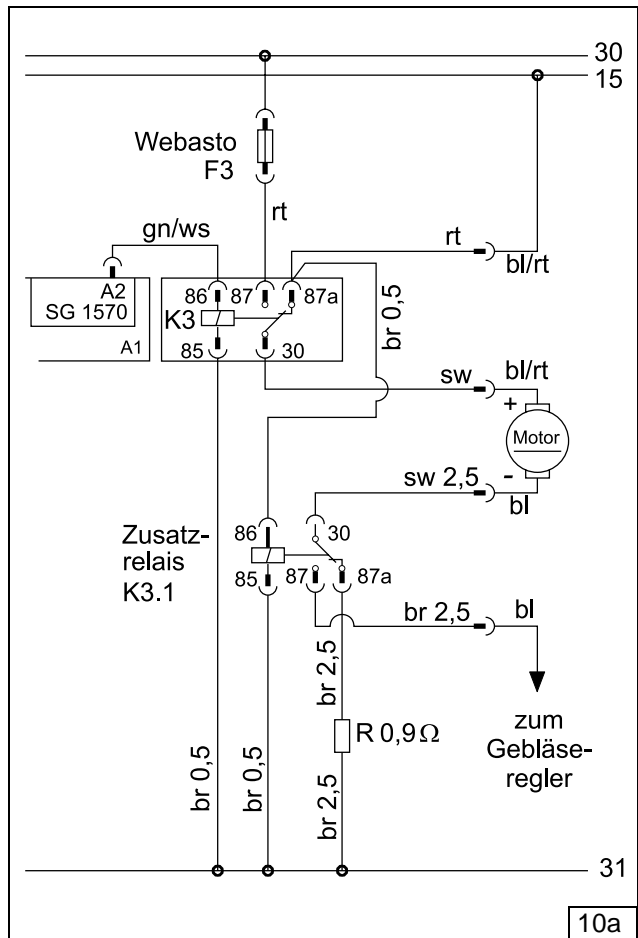 30
15
Webasto
F3
rt
gn/ws
rt
bl/rt
A2
SG 1570
A1
86
87
87a
K3
85
30
br 0,5
sw
bl/rt
+
Motor
-
sw 2,5
bl
Zusatz-
relais
K3.1
86
30
85
87
87a
br 2,5
bl
br 2,5
zum
Gebläse-
regler
R 0,9Ω
br 0,5
br 0,5
br 2,5
31
10a